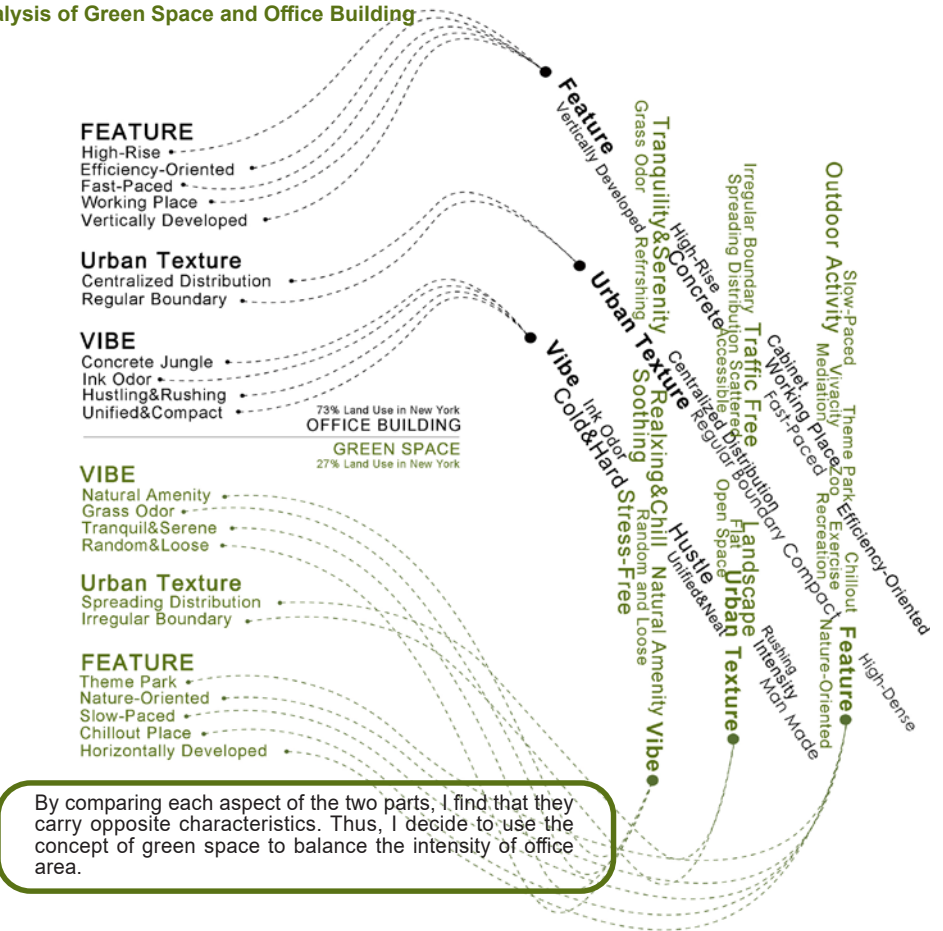 alysis of Green Space and Office Building
FEATURE
High-Rise
Efficiency-Oriented
Fast-Paced
Working Place
Vertically Developed
Urban Texture
Centralized Distribution
Regular Boundary
VIBE
Concrete Jungle
Ink Odor
Hustling&Rushing
Unified&Compact
73% Land Use in New York
OFFICE BUILDING
GREEN SPACE
27% Land Use in New York
VIBE
Natural Amenity
Grass Odor
Tranquil&Serene
Random&Loose
Urban Texture
Spreading Distribution
Irregular Boundary
FEATURE
Theme Park
Nature-Oriented
Slow-Paced
Chillout Place
Horizontally Developed
By comparing each aspect of the two parts, I find that they
carry opposite characteristics. Thus, I decide to use the
concept of green space to balance the intensity of office
area.
Feature
Vertically Developed
High-Rise
Concrete
Cabinet
Working Place
Fast-Paced
Efficiency-Oriented
High-Dense
Urban Texture
Centralized Distribution
Regular Boundary
Compact
Vibe
Cold&Hard
Ink Odor
Hustle
Unified&Neat
Rushing
Intensity
Man Made
Grass Odor
Tranquility&Serenity
Refrrshing
Soothing
Realxing&Chill
Stress-Free
Random and Loose
Natural Amenity
Vibe
Irregular Boundary
Spreading Distribution
Scattered
Accessible
Traffic Free
Open Space
Flat
Landscape
Urban Texture
Outdoor Activity
Slow-Paced
Mediation
Vivacity
Theme Park
Zoo
Recreation
Exercise
Chillout
Nature-Oriented
Feature